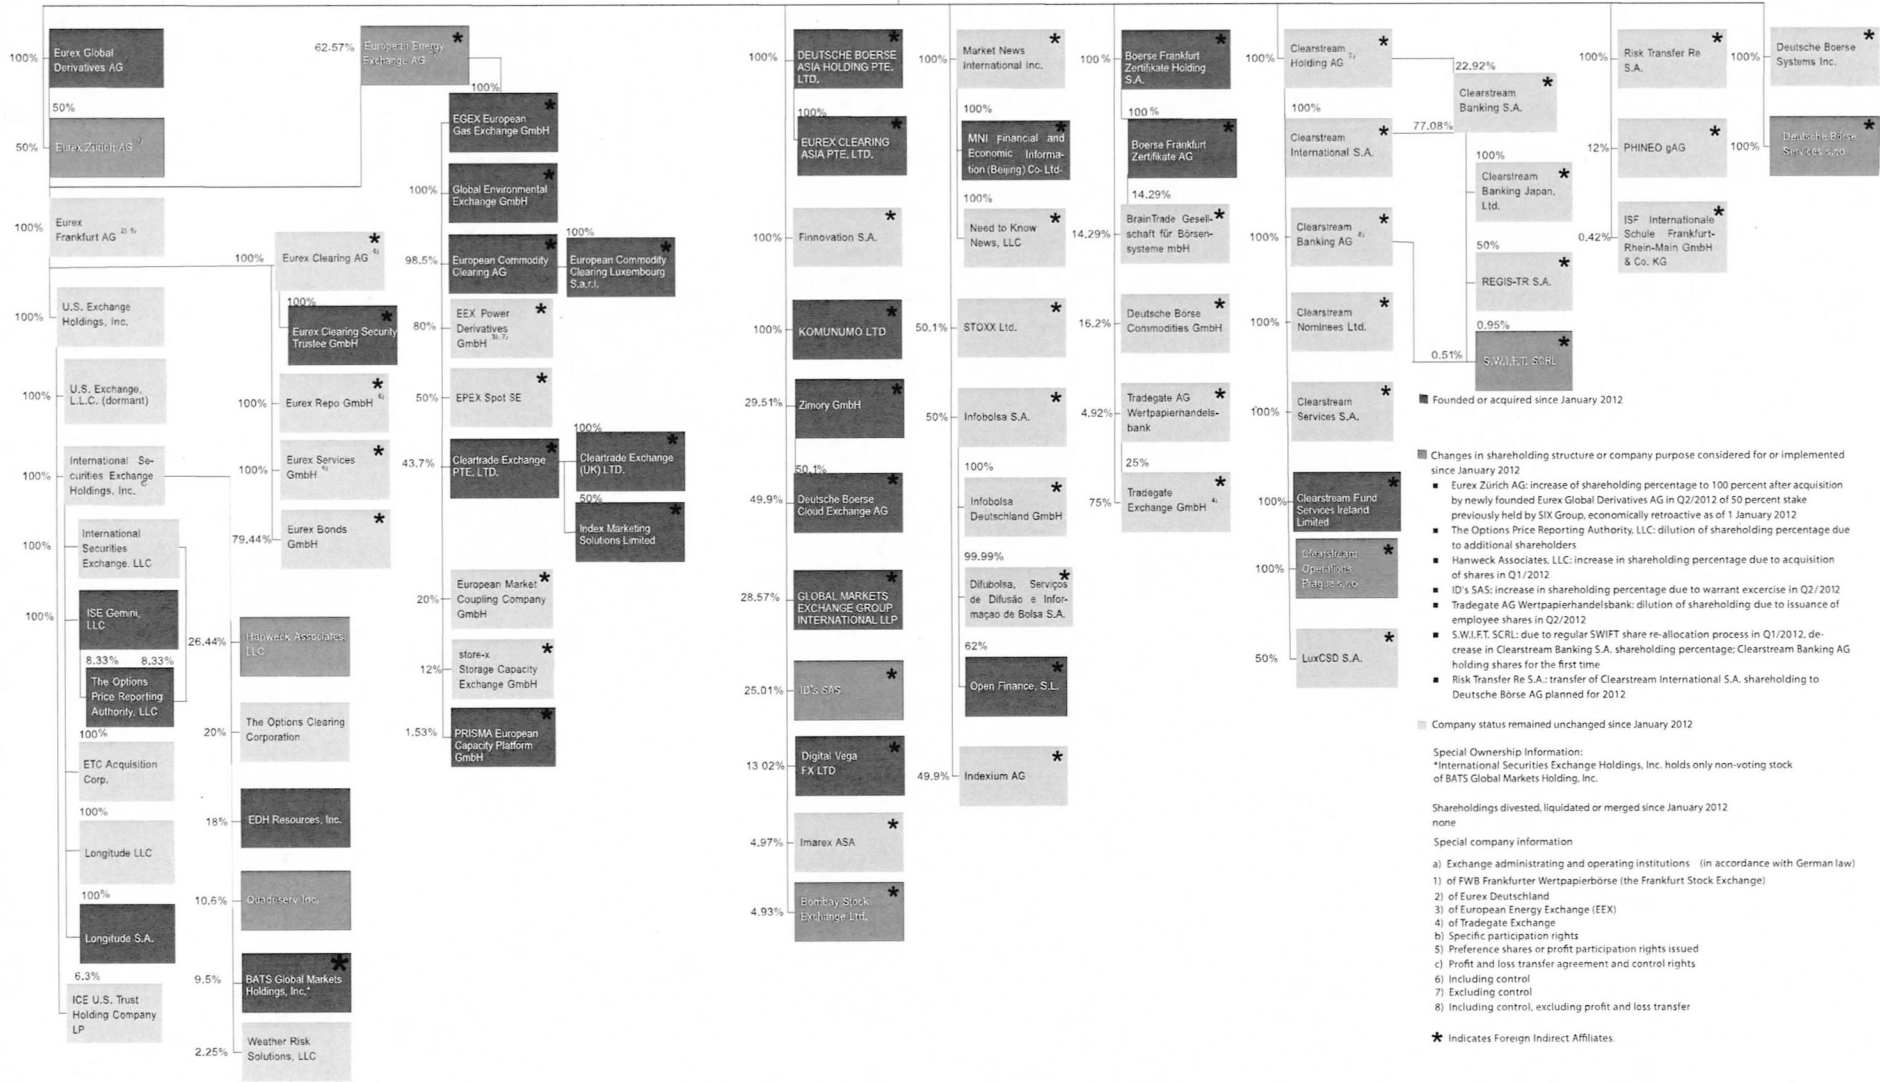 100%
Eurex Global
Derivatives AG
50%
50%
Eurex Zürich AG
100%
Eurex
Frankfurt AG
100%
U.S. Exchange
Holdings, Inc.
100%
U.S. Exchange,
L.L.C. (dormant)
100%
International Se-
curities Exchange
Holdings, Inc.
100%
International
Securities
Exchange, LLC
100%
ISE Gemini,
LLC
8.33%
8.33%
The Options
Price Reporting
Authority, LLC
100%
ETC Acquisition
Corp.
100%
Longitude LLC
100%
Longitude S.A.
6.3%
ICE U.S. Trust
Holding Company
LP
62.57%
European Energy
Exchange AG
*
100%
Eurex Clearing AG 6)
*
100%
Eurex Clearing Security
Trustee GmbH
*
100%
Eurex Repo GmbH 6)
*
100%
Eurex Services
GmbH 6)
*
79.44%
Eurex Bonds
GmbH
*
26.44%
Hanweck Associates,
LLC
20%
The Options Clearing
Corporation
18%
EDH Resources, Inc.
10.6%
Quadriserv Inc.
9.5%
BATS Global Markets
Holdings, Inc.*
*
2.25%
Weather Risk
Solutions, LLC
100%
EGEX European
Gas Exchange GmbH
*
100%
Global Environmental
Exchange GmbH
*
98.5%
European Commodity
Clearing AG
*
100%
European Commodity
Clearing Luxembourg
S.a.r.l.
*
80%
EEX Power
Derivatives
GmbH
*
50%
EPEX Spot SE
*
43.7%
Cleartrade Exchange
PTE, LTD.
*
100%
Cleartrade Exchange
(UK) LTD.
*
50%
Index Marketing
Solutions Limited
*
20%
European Market
Coupling Company
GmbH
*
12%
store-x
Storage Capacity
Exchange GmbH
*
1.53%
PRISMA European
Capacity Platform
GmbH
*
100%
DEUTSCHE BOERSE
ASIA HOLDING PTE.
LTD.
*
100%
EUREX CLEARING
ASIA PTE. LTD.
*
100%
Finnovation S.A.
*
100%
KOMUNUMO LTD
*
29.51%
Zimory GmbH
*
50.1%
49.9%
Deutsche Boerse
Cloud Exchange AG
*
28.57%
GLOBAL MARKETS
EXCHANGE GROUP
INTERNATIONAL LLP
*
25.01%
ID's SAS
*
13 02%
Digital Vega
FX LTD
*
4,97%
Imarex ASA
*
4.93%
Bombay Stock
Exchange Ltd.
*
100%
Market News
International Inc.
*
100%
MNI Financial and
Economic Informa-
tion (Beijing) Co. Ltd.
*
100%
Need to Know
News, LLC
*
50.1%
STOXX Ltd.
*
50%
Infobolsa S.A.
*
100%
Infobolsa
Deutschland GmbH
*
99.99%
Difubolsa, Serviços
de Difusão e Infor-
maçao de Bolsa S.A.
*
62%
Open Finance, S.L.
*
49.9%
Indexium AG
*
100%
Boerse Frankfurt
Zertifikate Holding
S.A.
*
100 %
Boerse Frankfurt
Zertifikate AG
*
14.29%
14.29%
BrainTrade Gesell-
schaft für Börsen-
systeme mbH
*
16.2%
Deutsche Börse
Commodities GmbH
*
4.92%
Tradegate AG
Wertpapierhandels-
bank
*
25%
75%
Tradegate
Exchange GmbH 4)
*
100%
Clearstream
Holding AG 7)
*
100%
Clearstream
International S.A.
*
100%
Clearstream
Banking AG 8)
*
100%
Clearstream
Nominees Ltd.
*
100%
Clearstream
Services S.A.
*
100%
Clearstream Fund
Services Ireland
Limited
*
100%
Clearstream
Operations
Prague s.r.o
*
50%
LuxCSD S.A.
*
22.92%
77.08%
Clearstream
Banking S.A.
*
100%
Clearstream
Banking Japan,
Ltd.
*
50%
REGIS-TR S.A.
*
0.95%
0.51%
S.W.I.F.T. SCRL
*
100%
Risk Transfer Re
S.A.
*
12%
PHINEO gAG
*
0.42%
ISF Internationale
Schule Frankfurt-
Rhein-Main GmbH
& Co. KG
*
100%
Deutsche Boerse
Systems Inc.
*
100%
Deutsche Börse
Services s.r.o
*
Founded or acquired since January 2012
Changes in shareholding structure or company purpose considered for or implemented
since January 2012
■ Eurex Zürich AG: increase of shareholding percentage to 100 percent after acquisition
by newly founded Eurex Global Derivatives AG in Q2/2012 of 50 percent stake
previously held by SIX Group, economically retroactive as of 1 January 2012
■ The Options Price Reporting Authority, LLC: dilution of shareholding percentage due
to additional shareholders
■ Hanweck Associates, LLC: increase in shareholding percentage due to acquisition
of shares in Q1/2012
■ ID's SAS: increase in shareholding percentage due to warrant excercise in Q2/2012
■ Tradegate AG Wertpapierhandelsbank: dilution of shareholding due to issuance of
employee shares in Q2/2012
■ S.W.I.F.T. SCRL: due to regular SWIFT share re-allocation process in Q1/2012, de-
crease in Clearstream Banking S.A. shareholding percentage; Clearstream Banking AG
holding shares for the first time
■ Risk Transfer Re S.A.: transfer of Clearstream International S.A. shareholding to
Deutsche Börse AG planned for 2012
Company status remained unchanged since January 2012
Special Ownership Information:
*International Securities Exchange Holdings, Inc. holds only non-voting stock
of BATS Global Markets Holding, Inc.
Shareholdings divested, liquidated or merged since January 2012
none
Special company information
a) Exchange administrating and operating institutions (in accordance with German law)
1) of FWB Frankfurter Wertpapierbörse (the Frankfurt Stock Exchange)
2) of Eurex Deutschland
3) of European Energy Exchange (EEX)
4) of Tradegate Exchange
b) Specific participation rights
5) Preference shares or profit participation rights issued
c) Profit and loss transfer agreement and control rights
6) Including control
7) Excluding control
8) Including control, excluding profit and loss transfer
* Indicates Foreign Indirect Affiliates.